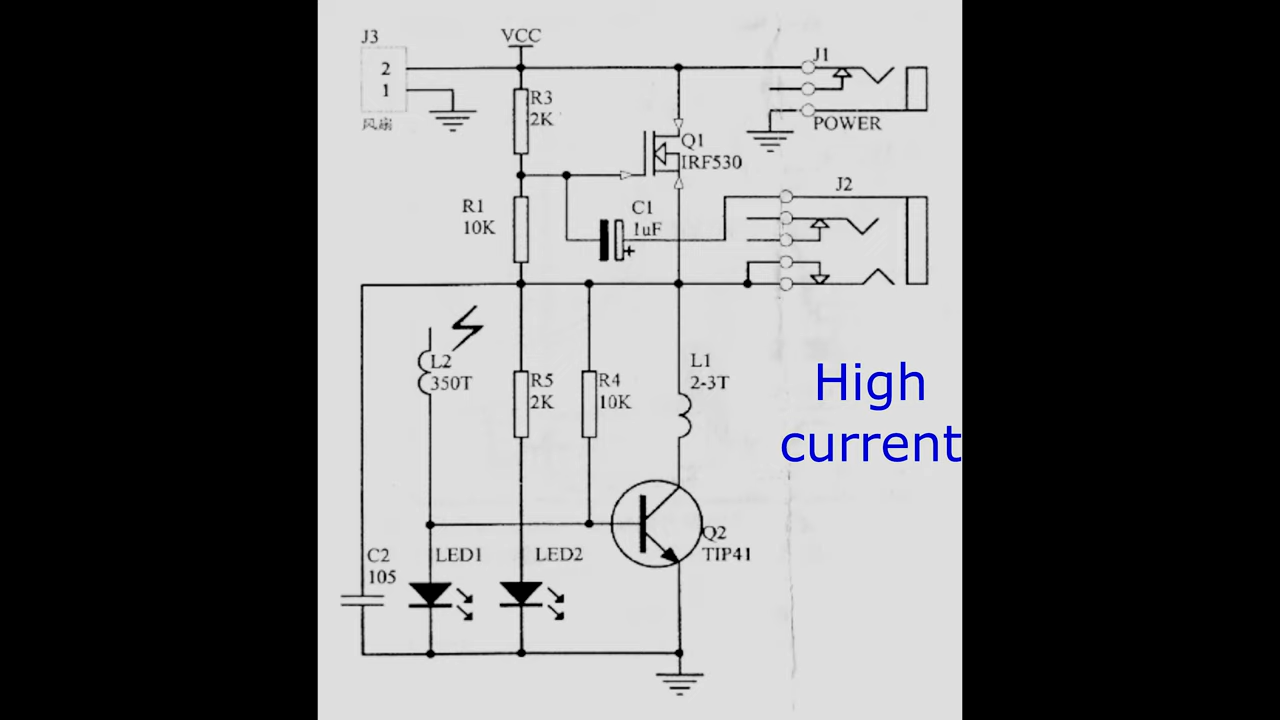 J3
VCC
2
1
风扇
R3
2K
J1
POWER
Q1
IRF530
J2
R1
10K
C1
1uF
+
L2
350T
R5
2K
R4
10K
L1
2-3T
High
current
Q2
TIP41
C2
105
LED1
LED2